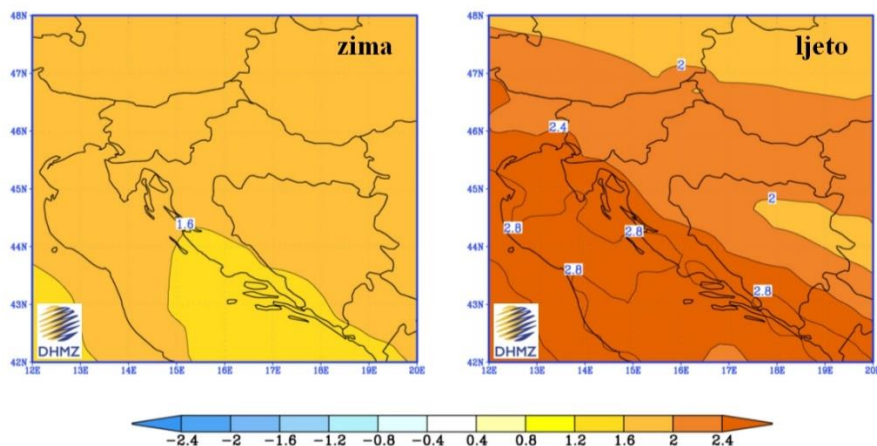 zima
48N
47N
46N
45N
44N
43N
42N
1.6
DHMZ
12E 13E 14E 15E 16E 17E 18E 19E 20E
ljeto
48N
47N
46N
45N
44N
43N
42N
2
2.4
2
2.8
2.8
2.8
2.8
DHMZ
12E 13E 14E 15E 16E 17E 18E 19E 20E
-2.4 -2 -1.6 -1.2 -0.8 -0.4 0.4 0.8 1.2 1.6 2 2.4